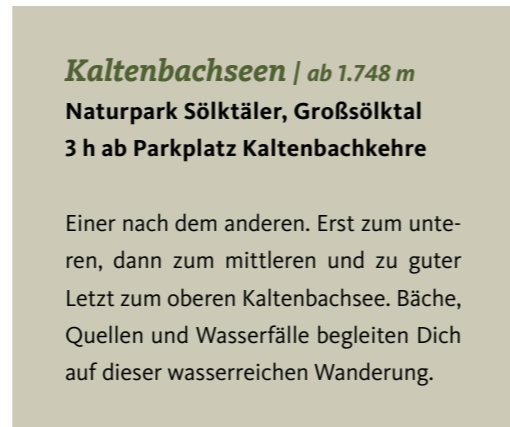 Kaltenbachseen | ab 1.748 m
Naturpark Sölktäler, Großsölktal
3 h ab Parkplatz Kaltenbachkehre
Einer nach dem anderen. Erst zum unte-
ren, dann zum mittleren und zu guter
Letzt zum oberen Kaltenbachsee. Bäche,
Quellen und Wasserfälle begleiten Dich
auf dieser wasserreichen Wanderung.